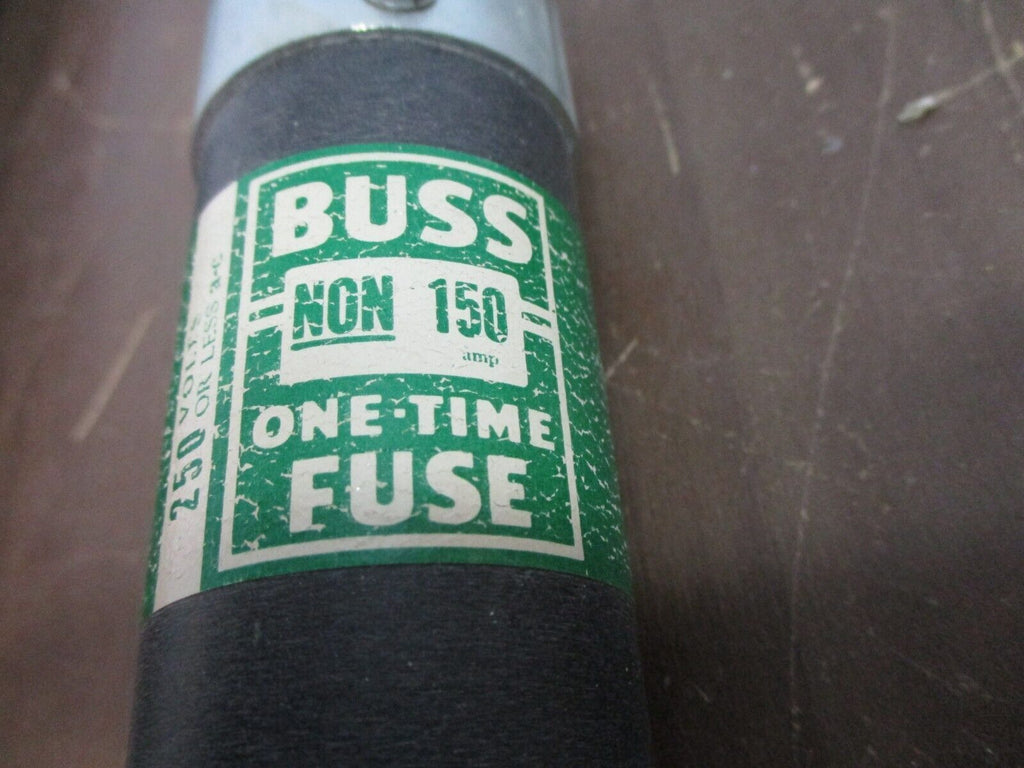 BUSS
NON 150
amp
ONE-TIME
FUSE
250 VOLTS
OR LESS a-c